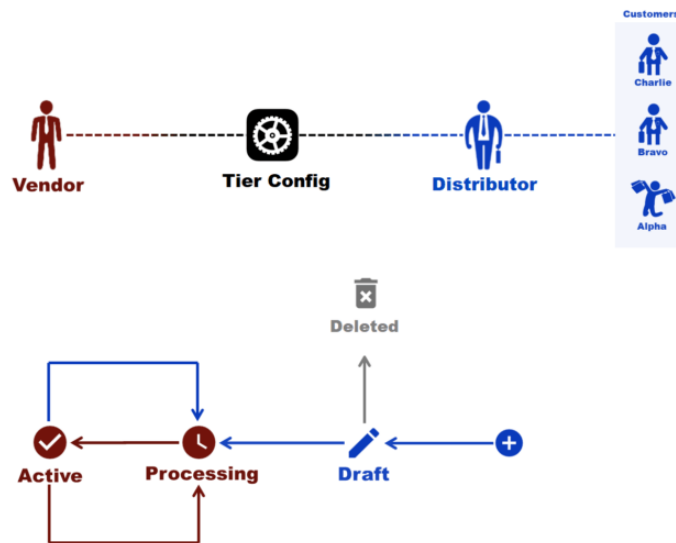 Customers
Charlie
Bravo
Alpha
Vendor
Tier Config
Distributor
Deleted
Active
Processing
Draft